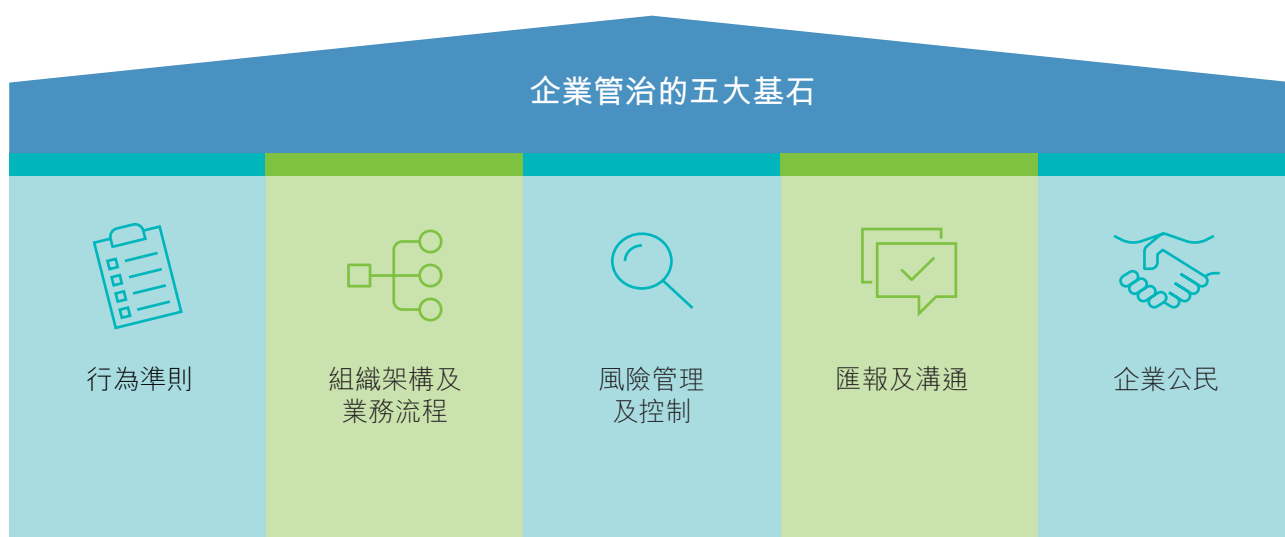 企業管治的五大基石
行為準則
組織架構及
業務流程
風險管理
及控制
匯報及溝通
企業公民